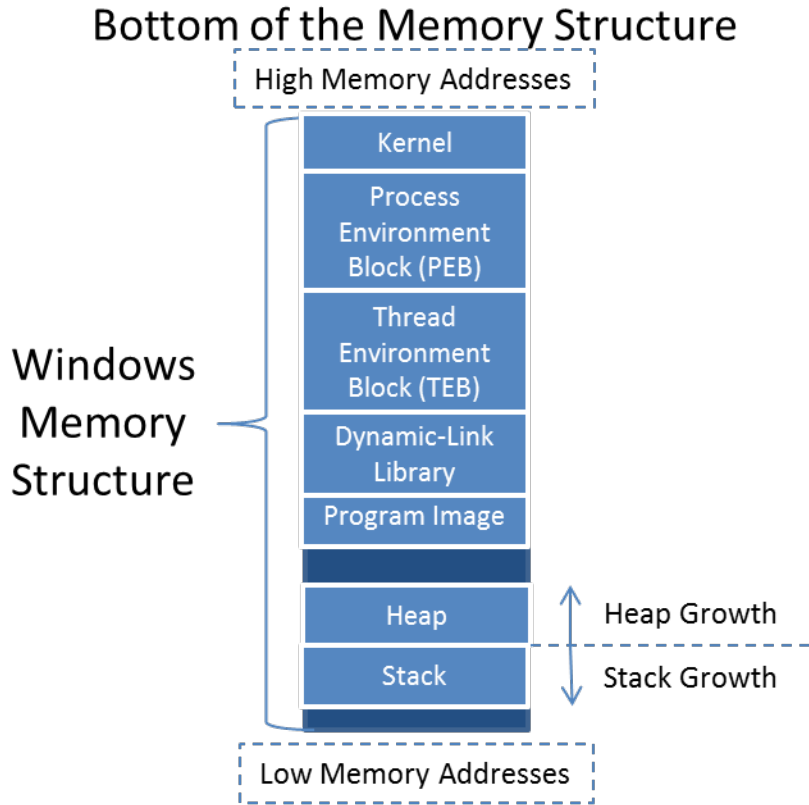 Bottom of the Memory Structure
High Memory Addresses
Kernel
Process
Environment
Block (PEB)
Thread
Environment
Block (TEB)
Windows
Memory
Structure
Dynamic-Link
Library
Program Image
Heap
Heap Growth
Stack
Stack Growth
Low Memory Addresses